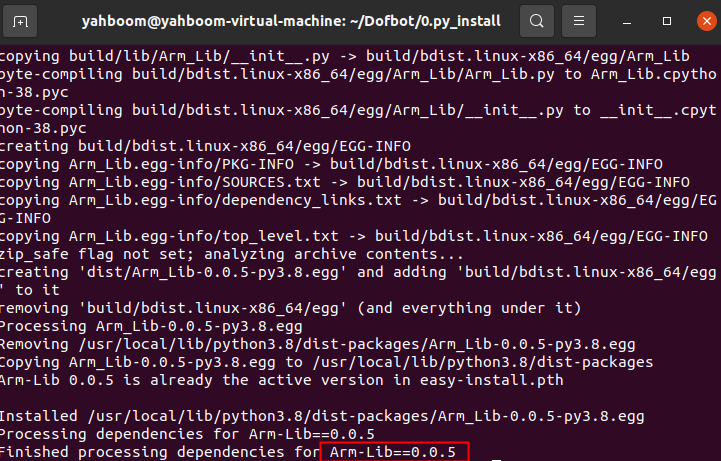 yahboom@yahboom-virtual-machine: ~/Dofbot/0.py_install
copying build/lib/Arm_Lib/__init__.py -> build/bdist.linux-x86_64/egg/Arm_Lib
byte-compiling build/bdist.linux-x86_64/egg/Arm_Lib/Arm_Lib.py to Arm_Lib.cpytho
n-38.pyc
byte-compiling build/bdist.linux-x86_64/egg/Arm_Lib/__init__.py to __init__.cpyt
hon-38.pyc
creating build/bdist.linux-x86_64/egg/EGG-INFO
copying Arm_Lib.egg-info/PKG-INFO -> build/bdist.linux-x86_64/egg/EGG-INFO
copying Arm_Lib.egg-info/SOURCES.txt -> build/bdist.linux-x86_64/egg/EGG-INFO
copying Arm_Lib.egg-info/dependency_links.txt -> build/bdist.linux-x86_64/egg/EG
G-INFO
copying Arm_Lib.egg-info/top_level.txt -> build/bdist.linux-x86_64/egg/EGG-INFO
zip_safe flag not set; analyzing archive contents...
creating 'dist/Arm_Lib-0.0.5-py3.8.egg' and adding 'build/bdist.linux-x86_64/egg
' to it
removing 'build/bdist.linux-x86_64/egg' (and everything under it)
Processing Arm_Lib-0.0.5-py3.8.egg
Removing /usr/local/lib/python3.8/dist-packages/Arm_Lib-0.0.5-py3.8.egg
Copying Arm_Lib-0.0.5-py3.8.egg to /usr/local/lib/python3.8/dist-packages
Arm-Lib 0.0.5 is already the active version in easy-install.pth
Installed /usr/local/lib/python3.8/dist-packages/Arm_Lib-0.0.5-py3.8.egg
Processing dependencies for Arm-Lib==0.0.5
Finished processing dependencies for Arm-Lib==0.0.5